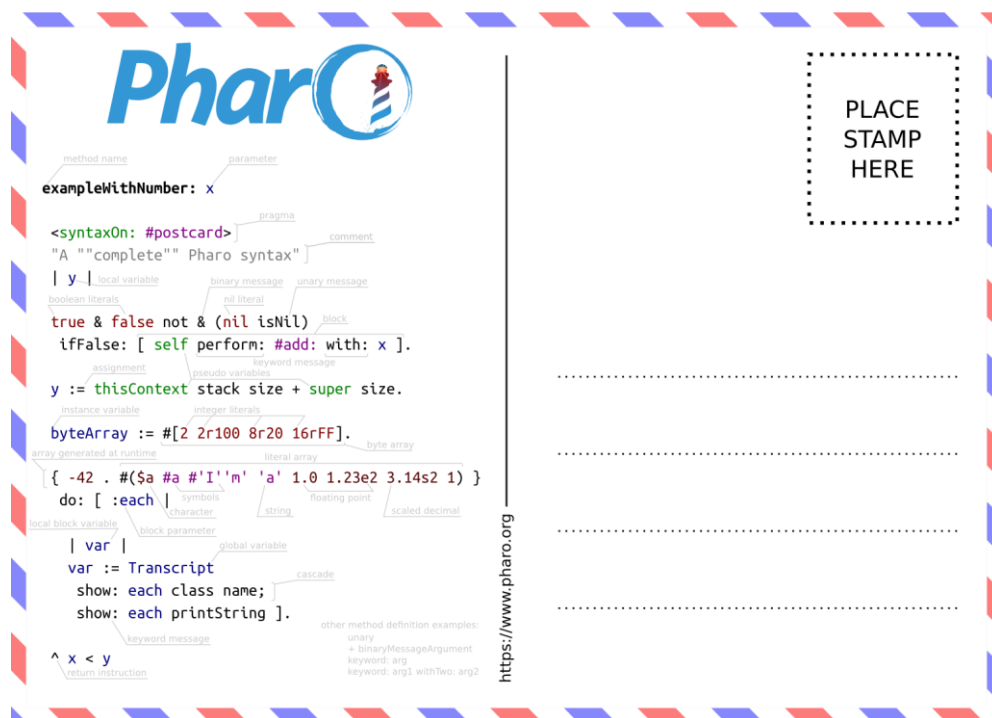 Pharo
method name parameter
exampleWithNumber: x
pragma
<syntaxOn: #postcard>
comment
"A ""complete"" Pharo syntax"
| y | local variable
binary message unary message
boolean literals nil literal
true & false not & (nil isNil)
block
ifFalse: [ self perform: #add: with: x ].
keyword message
assignment pseudo variables
y := thisContext stack size + super size.
instance variable integer literals
byteArray := #[2 2r100 8r20 16rFF].
byte array
array generated at runtime literal array
{ -42 . #($a #a #'I''m' 'a' 1.0 1.23e2 3.14s2 1) }
symbols floating point
do: [ :each |
character string scaled decimal
local block variable block parameter
| var |
global variable
var := Transcript
cascade
show: each class name;
show: each printString ].
keyword message
^ x < y
return instruction
other method definition examples:
unary
+ binaryMessageArgument
keyword: arg
keyword: arg1 withTwo: arg2
https://www.pharo.org
PLACE
STAMP
HERE